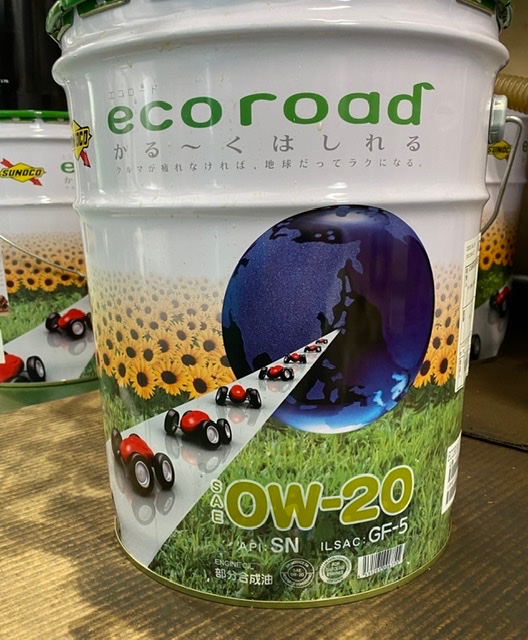 エコロード
ecoroad
か゛る〜くはしれる
クルマが疲れなければ、地球だってラクになる。
SUNOCO
SAE 0W-20
API: SN ILSAC: GF-5
ENGINE OIL
部分合成油